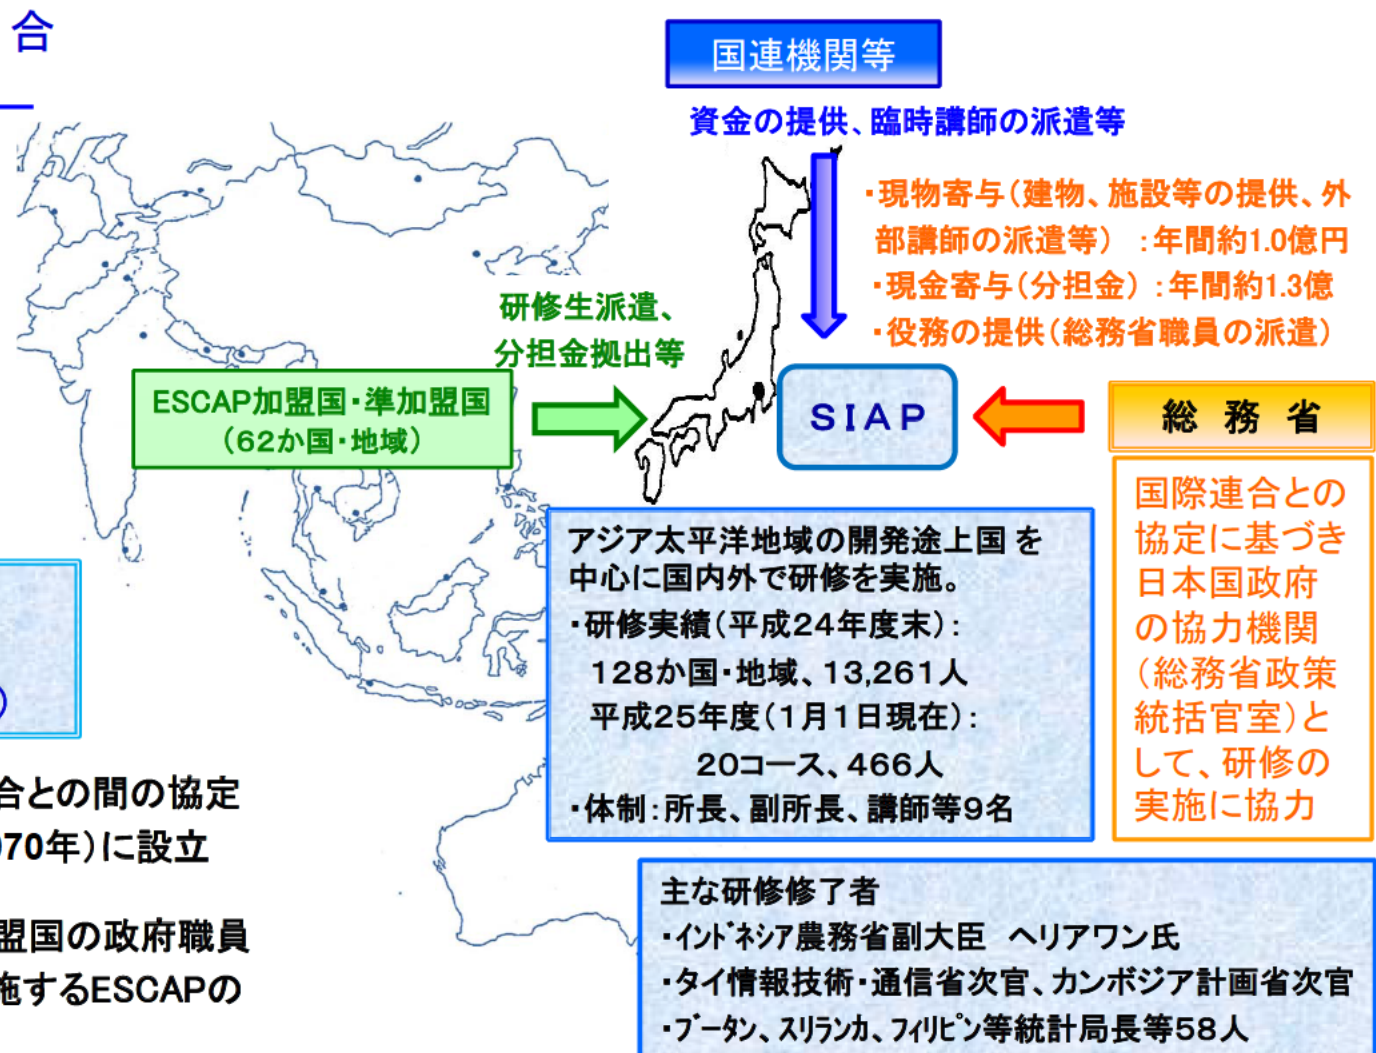 合
国連機関等
資金の提供、臨時講師の派遣等
・現物寄与(建物、施設等の提供、外
部講師の派遣等) :年間約1.0億円
・現金寄与(分担金):年間約1.3億
・役務の提供(総務省職員の派遣)
研修生派遣、
分担金拠出等
ESCAP加盟国・準加盟国
(62か国・地域)
SIAP
総 務 省
国際連合との
協定に基づき
日本国政府
の協力機関
(総務省政策
統括官室)と
して、研修の
実施に協力
アジア太平洋地域の開発途上国 を
中心に国内外で研修を実施。
・研修実績(平成24年度末):
128か国・地域、13,261人
平成25年度(1月1日現在):
20コース、466人
・体制:所長、副所長、講師等9名
)
合との間の協定
970年)に設立
盟国の政府職員
施するESCAPの
主な研修修了者
・インドネシア農務省副大臣 ヘリアワン氏
・タイ情報技術・通信省次官、カンボジア計画省次官
・ブータン、スリランカ、フィリピン等統計局長等58人